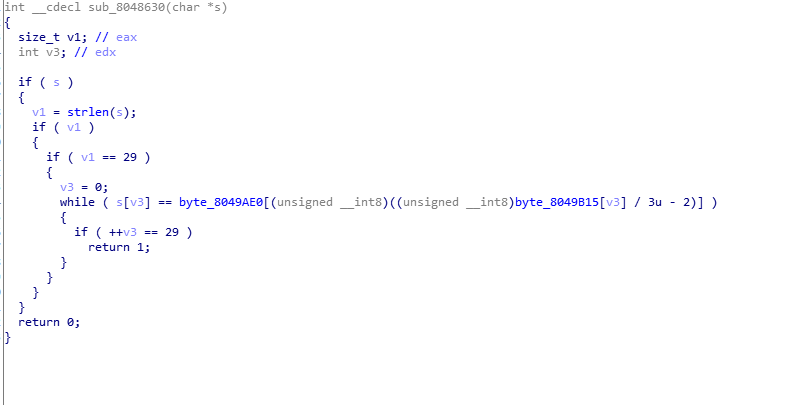 int __cdecl sub_8048630(char *s)
{
  size_t v1; // eax
  int v3; // edx

  if ( s )
  {
    v1 = strlen(s);
    if ( v1 )
    {
      if ( v1 == 29 )
      {
        v3 = 0;
        while ( s[v3] == byte_8049AE0[(unsigned __int8)((unsigned __int8)byte_8049B15[v3] / 3u - 2)] )
        {
          if ( ++v3 == 29 )
            return 1;
        }
      }
    }
  }
  return 0;
}